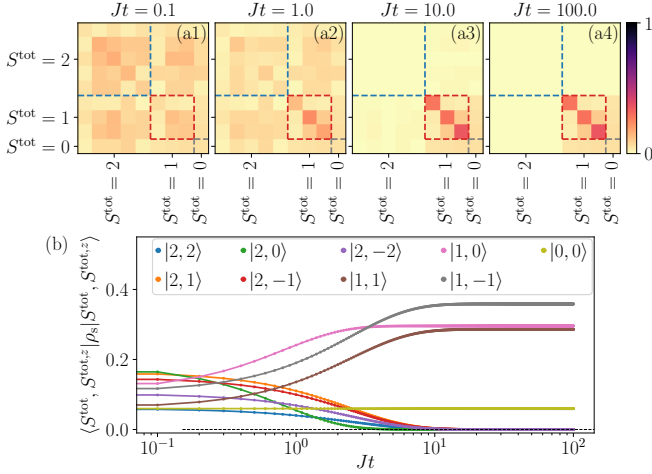 Jt = 0.1 Jt = 1.0 Jt = 10.0 Jt = 100.0
(a1) (a2) (a3) (a4) 1
S^tot = 2
S^tot = 1
S^tot = 0 0
S^tot = 2 S^tot = 1 S^tot = 0 S^tot = 2 S^tot = 1 S^tot = 0 S^tot = 2 S^tot = 1 S^tot = 0 S^tot = 2 S^tot = 1 S^tot = 0
(b)
|2, 2⟩ |2, 0⟩ |2, −2⟩ |1, 0⟩ |0, 0⟩
|2, 1⟩ |2, −1⟩ |1, 1⟩ |1, −1⟩
⟨S^tot, S^tot,z|ρ_s|S^tot, S^tot,z⟩
0.4
0.2
0.0
10^−1 10^0 10^1 10^2
Jt